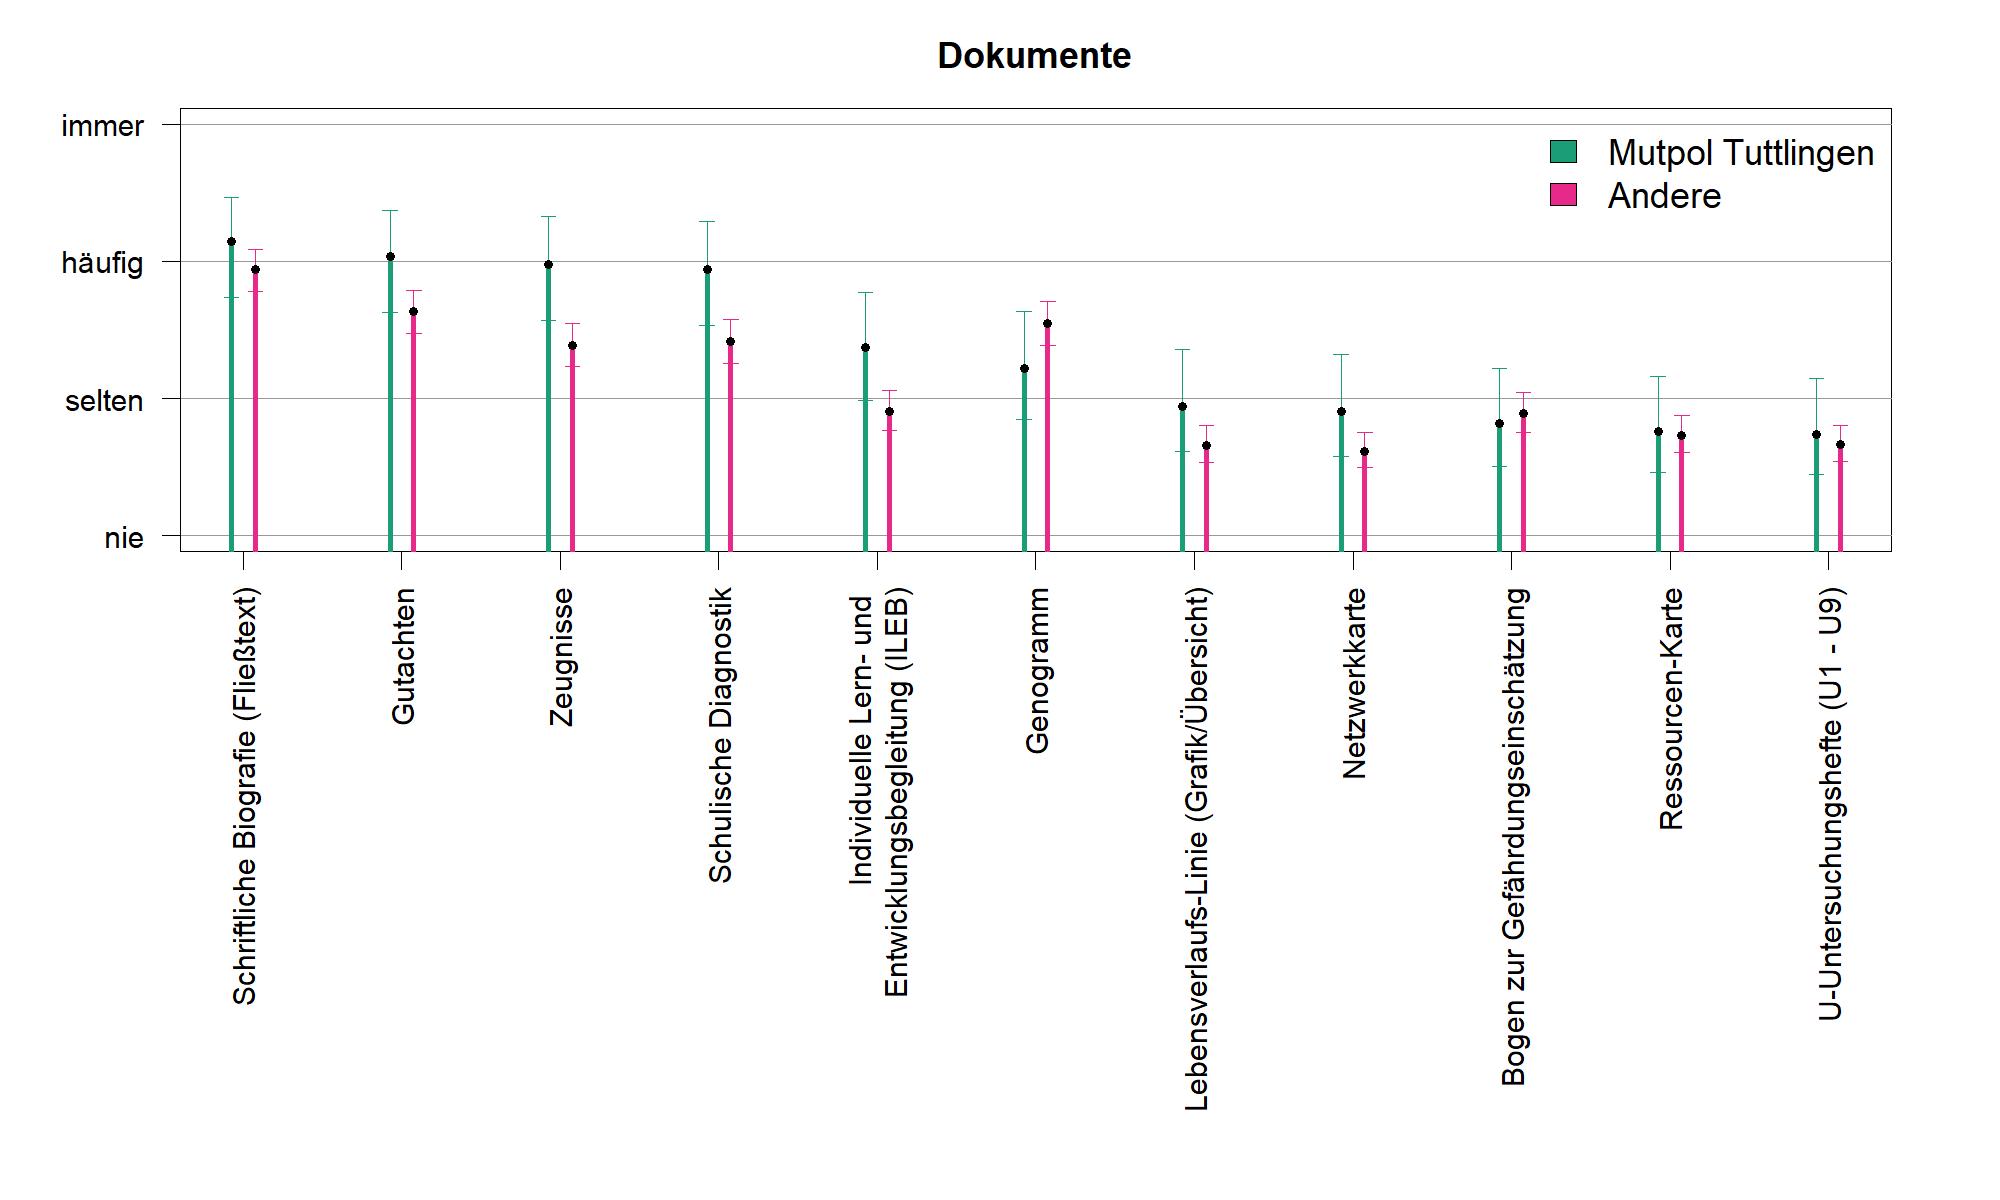 Dokumente
immer
häufig
selten
nie
Mutpol Tuttlingen
Andere
Schriftliche Biografie (Fließtext)
Gutachten
Zeugnisse
Schulische Diagnostik
Individuelle Lern- und
Entwicklungsbegleitung (ILEB)
Genogramm
Lebensverlaufs-Linie (Grafik/Übersicht)
Netzwerkkarte
Bogen zur Gefährdungseinschätzung
Ressourcen-Karte
U-Untersuchungshefte (U1 - U9)